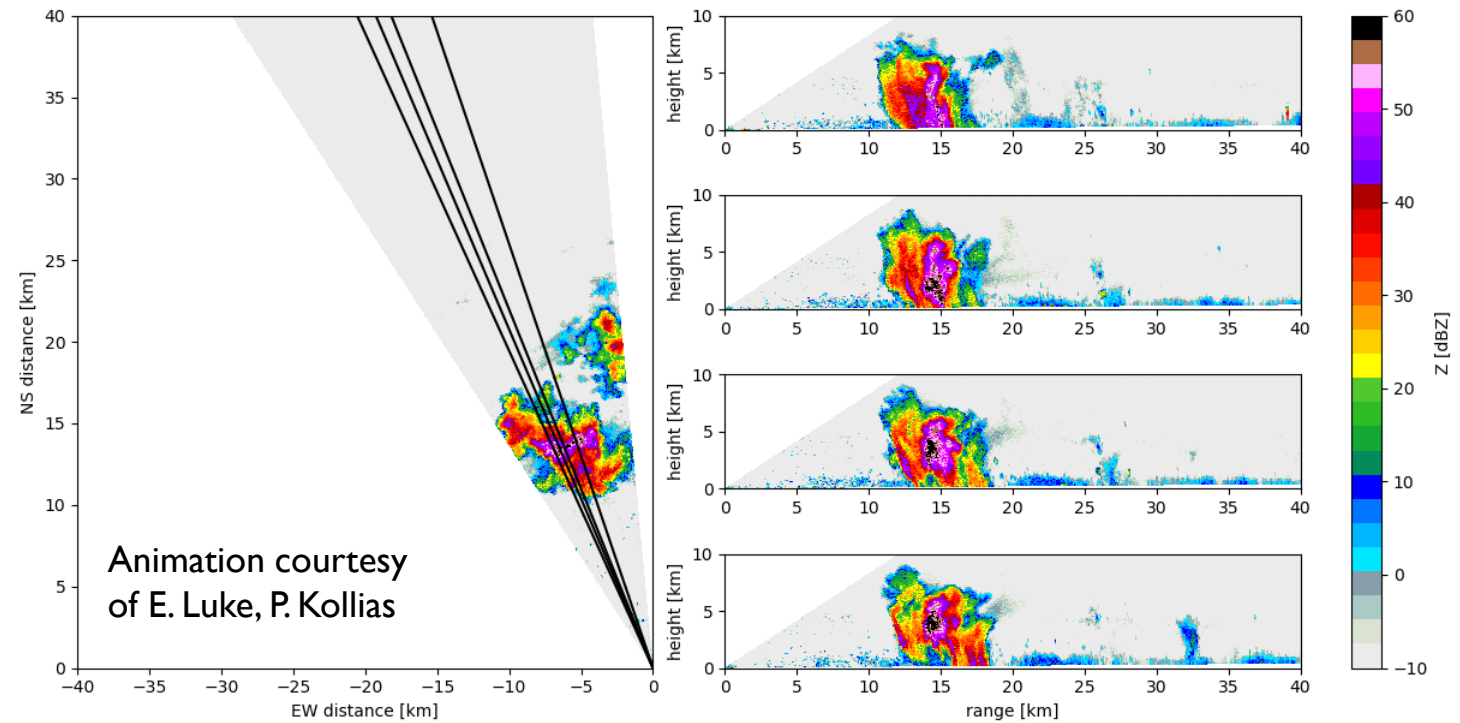 40
35
30
25
20
15
10
5
0
NS distance [km]
−40 −35 −30 −25 −20 −15 −10 −5 0
EW distance [km]
Animation courtesy
of E. Luke, P. Kollias
10
5
0
height [km]
0 5 10 15 20 25 30 35 40
10
5
0
height [km]
0 5 10 15 20 25 30 35 40
10
5
0
height [km]
0 5 10 15 20 25 30 35 40
10
5
0
height [km]
0 5 10 15 20 25 30 35 40
range [km]
60
50
40
30
20
10
0
−10
Z [dBZ]